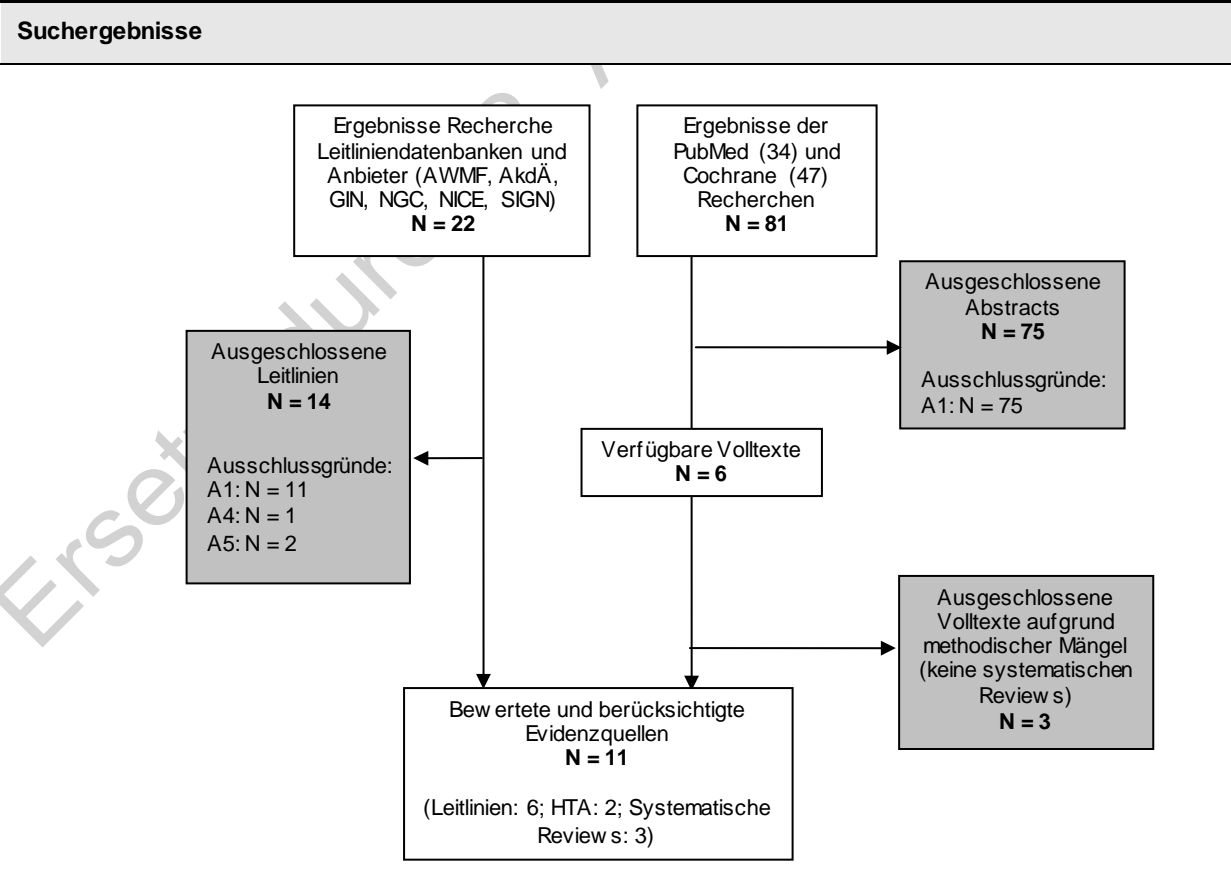 Suchergebnisse
Ergebnisse Recherche
Leitliniendatenbanken und
Anbieter (AWMF, AkdÄ,
GIN, NGC, NICE, SIGN)
N = 22
Ergebnisse der
PubMed (34) und
Cochrane (47)
Recherchen
N = 81
Ausgeschlossene
Abstracts
N = 75
Ausschlussgründe:
A1: N = 75
Ausgeschlossene
Leitlinien
N = 14
Ausschlussgründe:
A1: N = 11
A4: N = 1
A5: N = 2
Verfügbare Volltexte
N = 6
Ausgeschlossene
Volltexte aufgrund
methodischer Mängel
(keine systematischen
Reviews)
N = 3
Bewertete und berücksichtigte
Evidenzquellen
N = 11
(Leitlinien: 6; HTA: 2; Systematische
Reviews: 3)